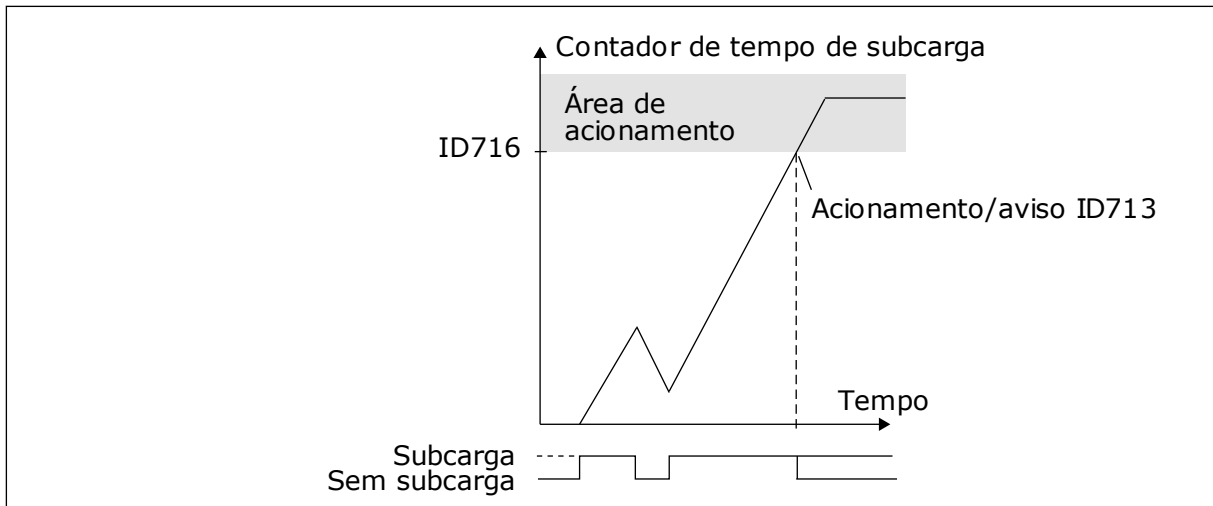 Contador de tempo de subcarga
Área de
acionamento
ID716
Acionamento/aviso ID713
Tempo
Subcarga
Sem subcarga